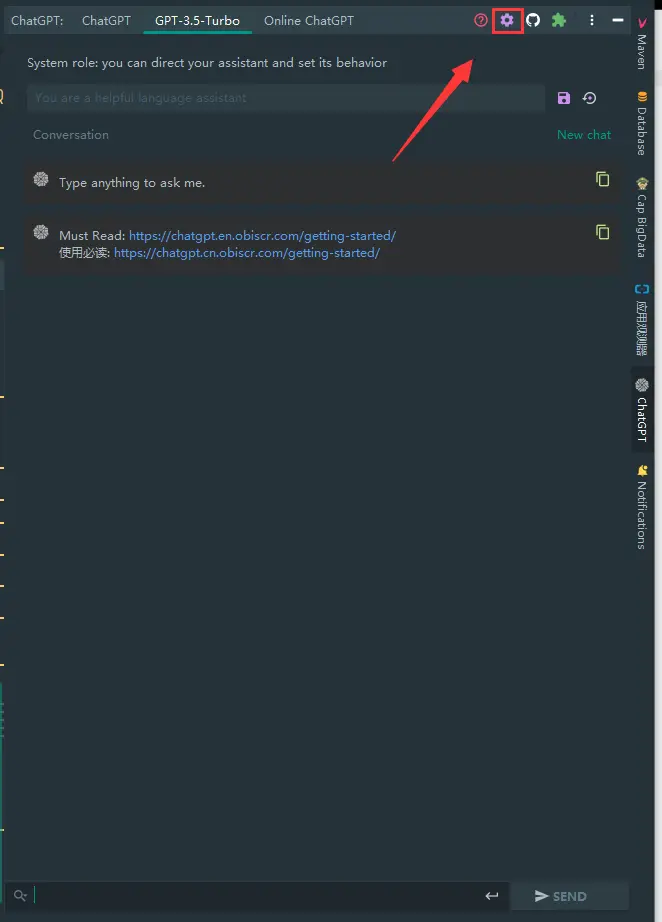 ChatGPT: ChatGPT GPT-3.5-Turbo Online ChatGPT
System role: you can direct your assistant and set its behavior
You are a helpful language assistant
Conversation New chat
Type anything to ask me.
Must Read: https://chatgpt.en.obiscr.com/getting-started/
使用必读: https://chatgpt.cn.obiscr.com/getting-started/
SEND
Maven
Database
Cap BigData
应用观测器
ChatGPT
Notifications